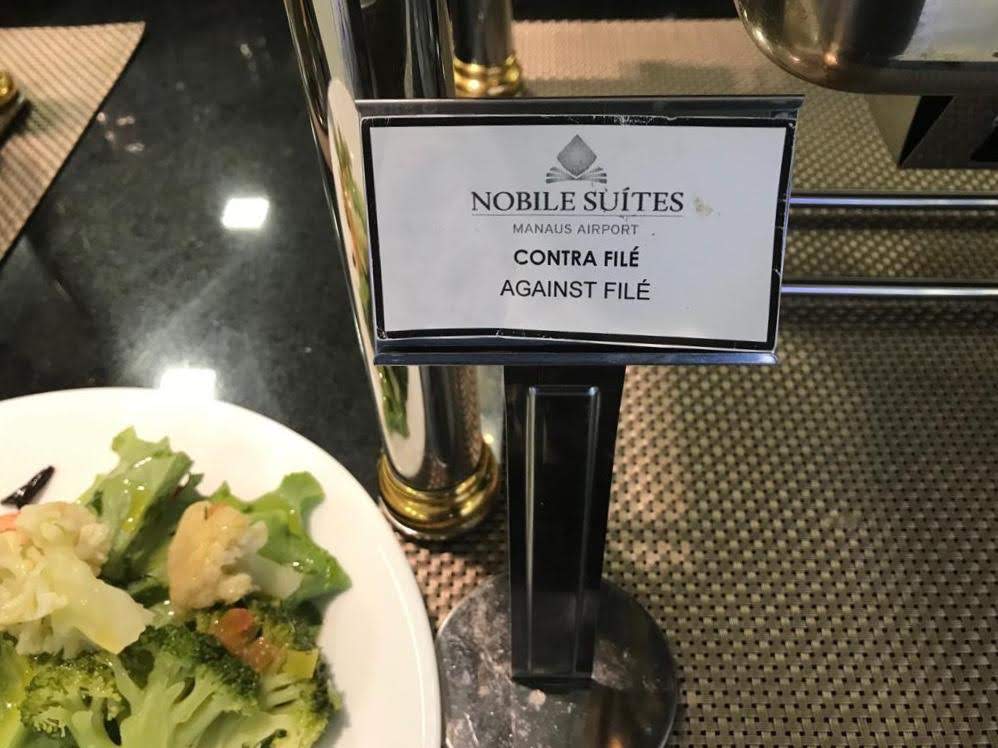 NOBILE SUÍTES
MANAUS AIRPORT
CONTRA FILÉ
AGAINST FILÉ